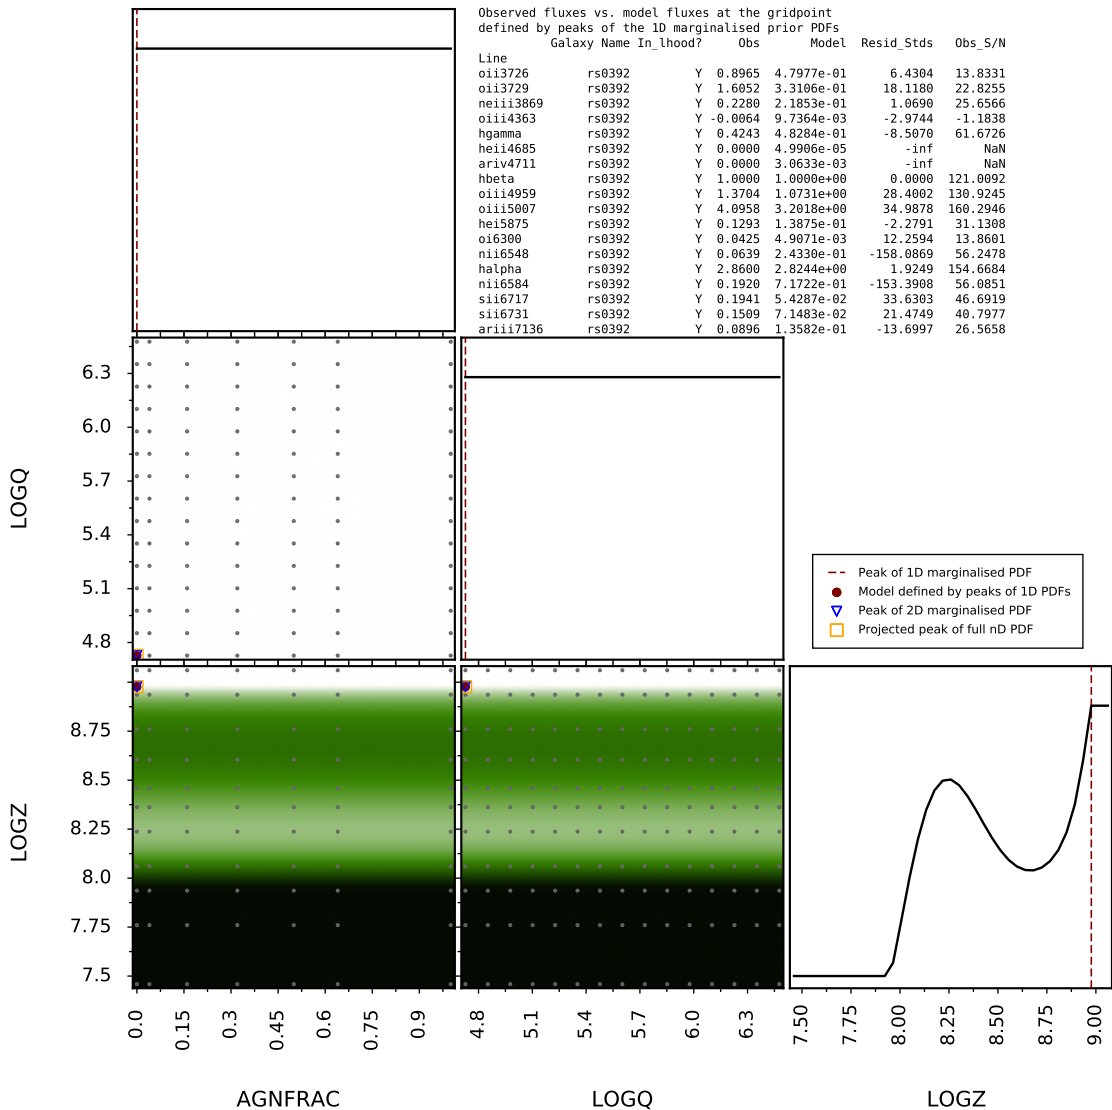 Observed fluxes vs. model fluxes at the gridpoint
defined by peaks of the 1D marginalised prior PDFs
Galaxy Name In_lhood? Obs Model Resid_Stds Obs_S/N
Line
oii3726 rs0392 Y 0.8965 4.7977e-01 6.4304 13.8331
oii3729 rs0392 Y 1.6052 3.3106e-01 18.1180 22.8255
neiii3869 rs0392 Y 0.2280 2.1853e-01 1.0690 25.6566
oiii4363 rs0392 Y -0.0064 9.7364e-03 -2.9744 -1.1838
hgamma rs0392 Y 0.4243 4.8284e-01 -8.5070 61.6726
heii4685 rs0392 Y 0.0000 4.9906e-05 -inf NaN
ariv4711 rs0392 Y 0.0000 3.0633e-03 -inf NaN
hbeta rs0392 Y 1.0000 1.0000e+00 0.0000 121.0092
oiii4959 rs0392 Y 1.3704 1.0731e+00 28.4002 130.9245
oiii5007 rs0392 Y 4.0958 3.2018e+00 34.9878 160.2946
hei5875 rs0392 Y 0.1293 1.3875e-01 -2.2791 31.1308
oi6300 rs0392 Y 0.0425 4.9071e-03 12.2594 13.8601
nii6548 rs0392 Y 0.0639 2.4330e-01 -158.0869 56.2478
halpha rs0392 Y 2.8600 2.8244e+00 1.9249 154.6684
nii6584 rs0392 Y 0.1920 7.1722e-01 -153.3908 56.0851
sii6717 rs0392 Y 0.1941 5.4287e-02 33.6303 46.6919
sii6731 rs0392 Y 0.1509 7.1483e-02 21.4749 40.7977
ariii7136 rs0392 Y 0.0896 1.3582e-01 -13.6997 26.5658
6.3
6.0
5.7
5.4
5.1
4.8
LOGQ
Peak of 1D marginalised PDF
Model defined by peaks of 1D PDFs
Peak of 2D marginalised PDF
Projected peak of full nD PDF
8.75
8.5
8.25
8.0
7.75
7.5
LOGZ
0.0 0.15 0.3 0.45 0.6 0.75 0.9
4.8 5.1 5.4 5.7 6.0 6.3
7.50 7.75 8.00 8.25 8.50 8.75 9.00
AGNFRAC LOGQ LOGZ